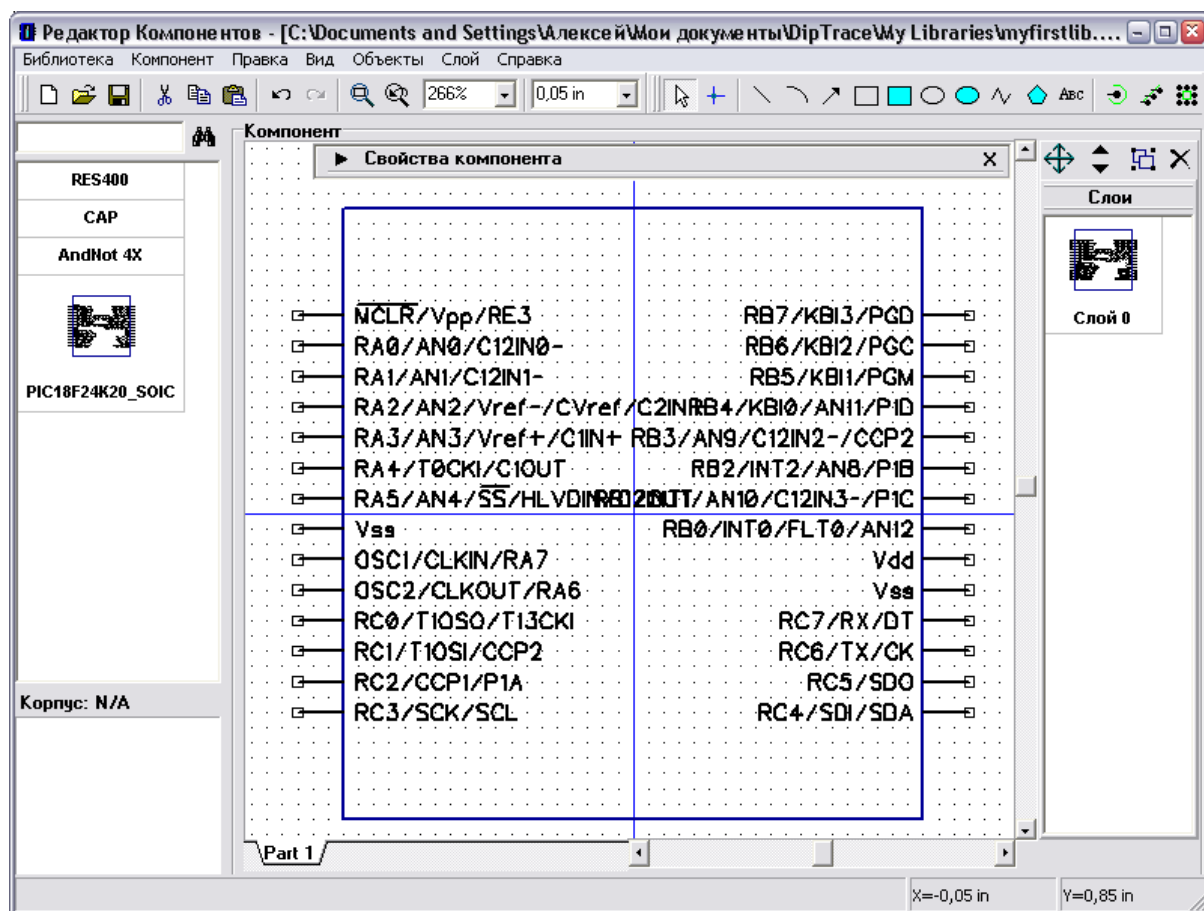 Редактор Компонентов - [C:\Documents and Settings\Алексей\Мои документы\DipTrace\My Libraries\myfirstlib....
Библиотека Компонент Правка Вид Объекты Слой Справка
266% 0,05 in ABC
Компонент
Свойства компонента X
RES400
CAP
AndNot 4X
PIC18F24K20_SOIC
Корпус: N/A
Слои
Слой 0
MCLR/Vpp/RE3 RB7/KBI3/PGD
RA0/AN0/C12IN0- RB6/KBI2/PGC
RA1/AN1/C12IN1- RB5/KBI1/PGM
RA2/AN2/Vref-/CVref/C2IN RB4/KBI0/AN11/P1D
RA3/AN3/Vref+/C1IN+ RB3/AN9/C12IN2-/CCP2
RA4/T0CKI/C1OUT RB2/INT2/AN8/P1B
RA5/AN4/SS/HLVDIN /AN10/C12IN3-/P1C
Vss RB0/INT0/FLT0/AN12
OSC1/CLKIN/RA7 Vdd
OSC2/CLKOUT/RA6 Vss
RC0/T1OSO/T13CKI RC7/RX/DT
RC1/T1OSI/CCP2 RC6/TX/CK
RC2/CCP1/P1A RC5/SDO
RC3/SCK/SCL RC4/SDI/SDA
Part 1
X=-0,05 in Y=0,85 in